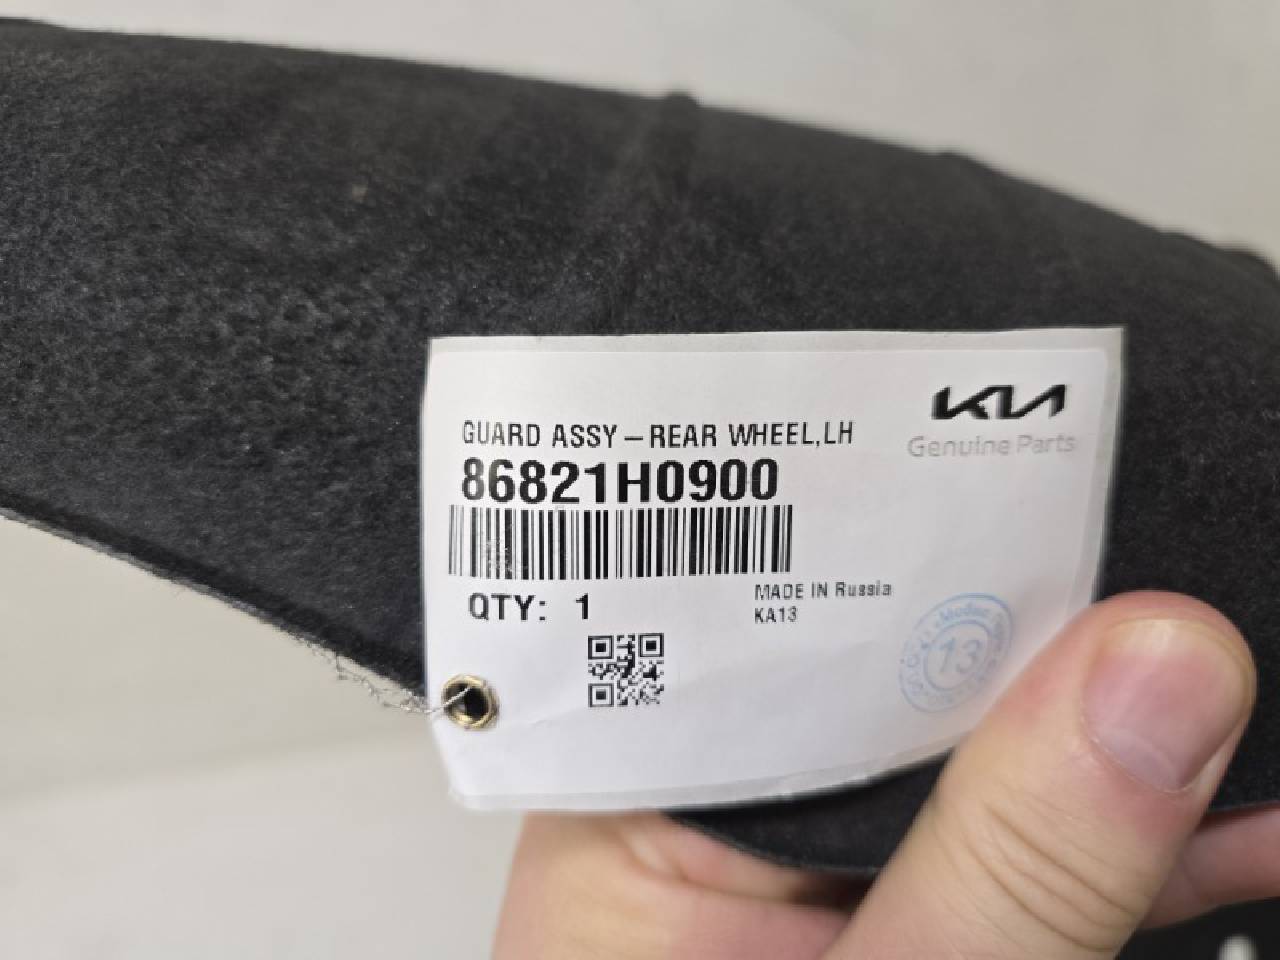 KIA
Genuine Parts
GUARD ASSY-REAR WHEEL,LH
86821H0900
QTY: 1
MADE IN Russia
KA13
13